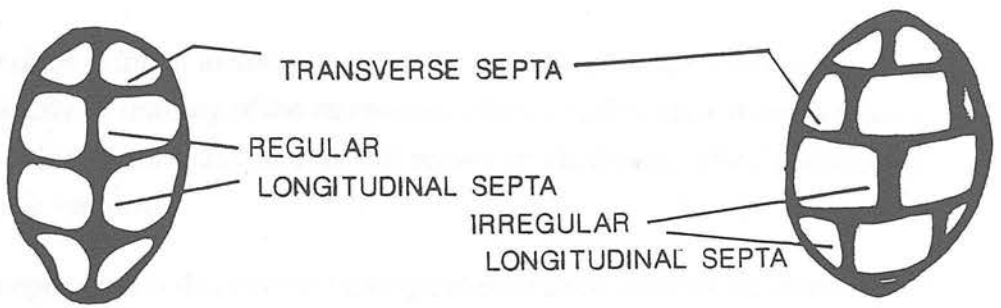 TRANSVERSE SEPTA
REGULAR
LONGITUDINAL SEPTA
IRREGULAR
LONGITUDINAL SEPTA